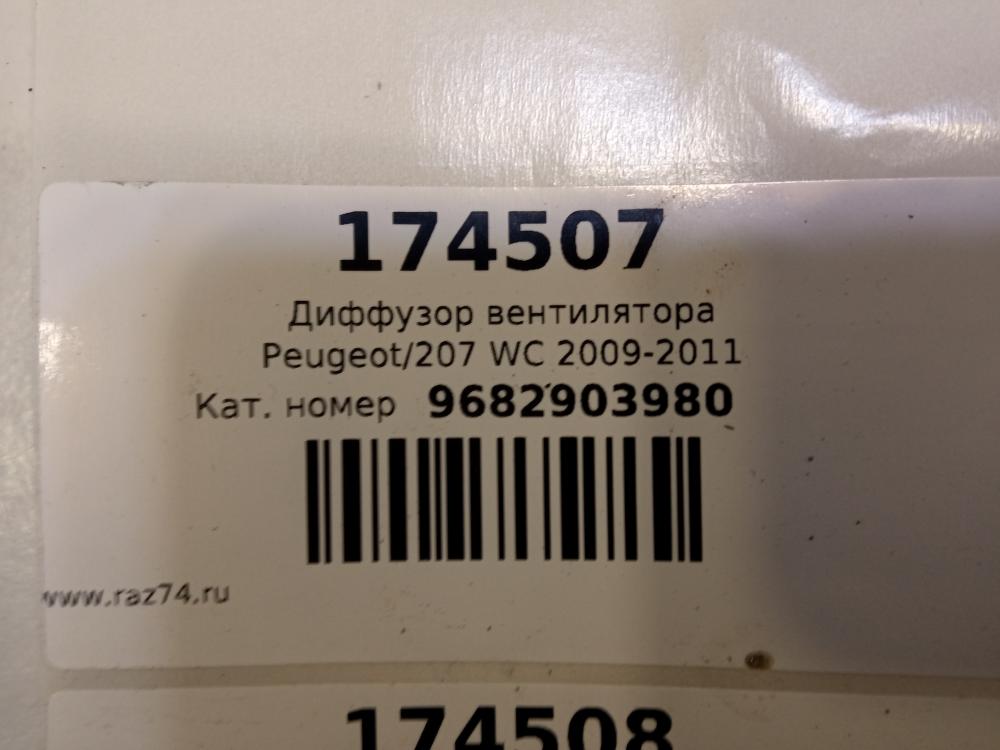 174507
Диффузор вентилятора
Peugeot/207 WC 2009-2011
Кат. номер 9682903980
www.raz74.ru
174508